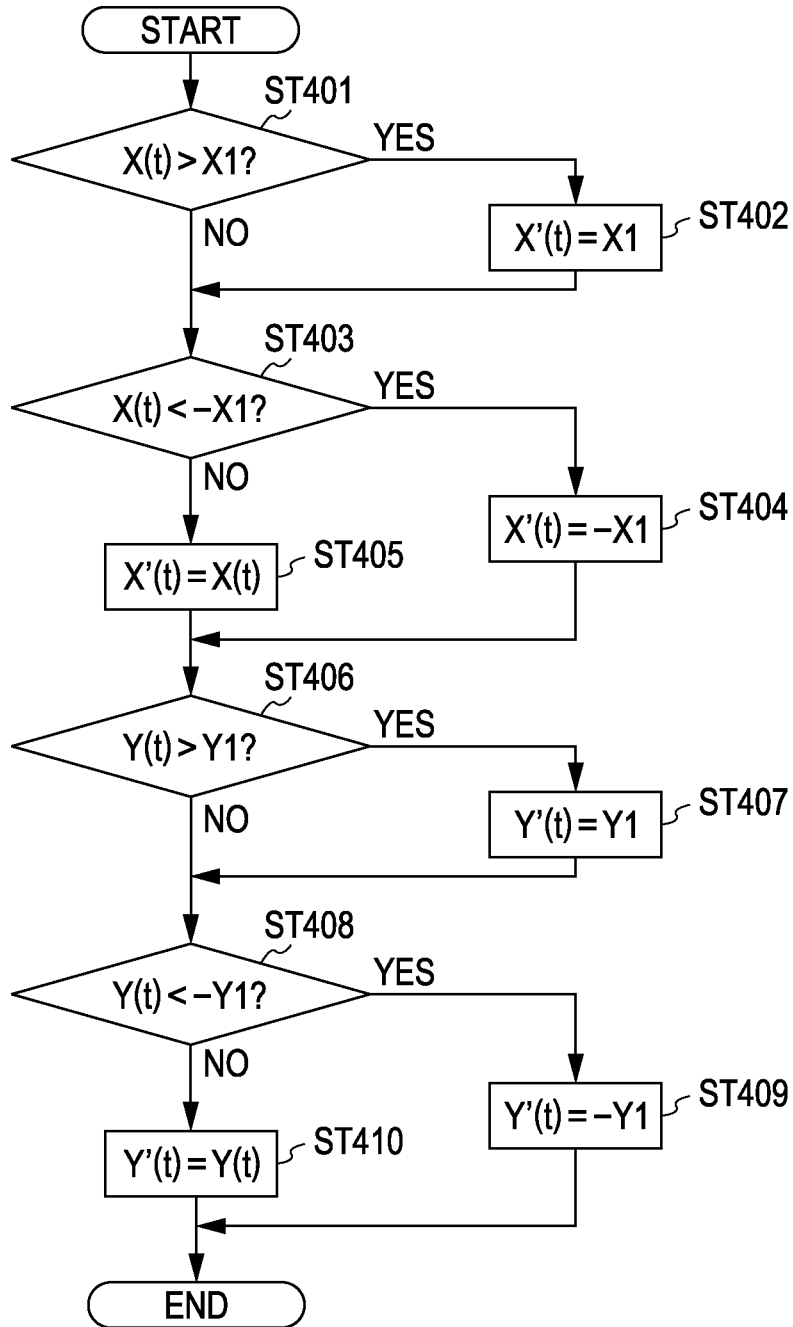 START
ST401
X(t) > X1?
YES
NO
X’(t) = X1
ST402
ST403
X(t) < –X1?
YES
NO
X’(t) = –X1
ST404
X’(t) = X(t)
ST405
ST406
Y(t) > Y1?
YES
NO
Y’(t) = Y1
ST407
ST408
Y(t) < –Y1?
YES
NO
Y’(t) = –Y1
ST409
Y’(t) = Y(t)
ST410
END